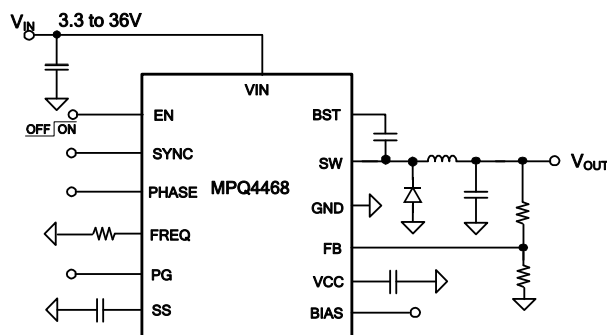 VIN 3.3 to 36V
VIN
EN
OFF ON
SYNC
PHASE
FREQ
PG
SS
MPQ4468
BST
SW
GND
FB
VCC
BIAS
VOUT